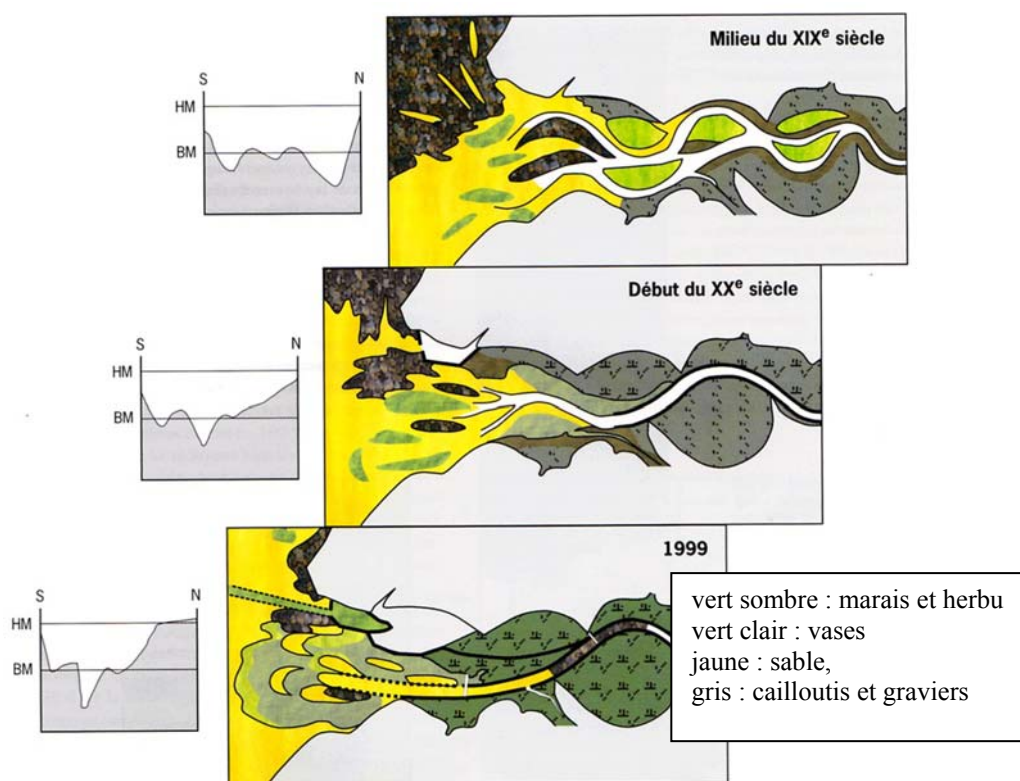 Milieu du XIXᵉ siècle
S N
HM
BM
Début du XXᵉ siècle
S N
HM
BM
1999
S N
HM
BM
vert sombre : marais et herbu
vert clair : vases
jaune : sable,
gris : cailloutis et graviers